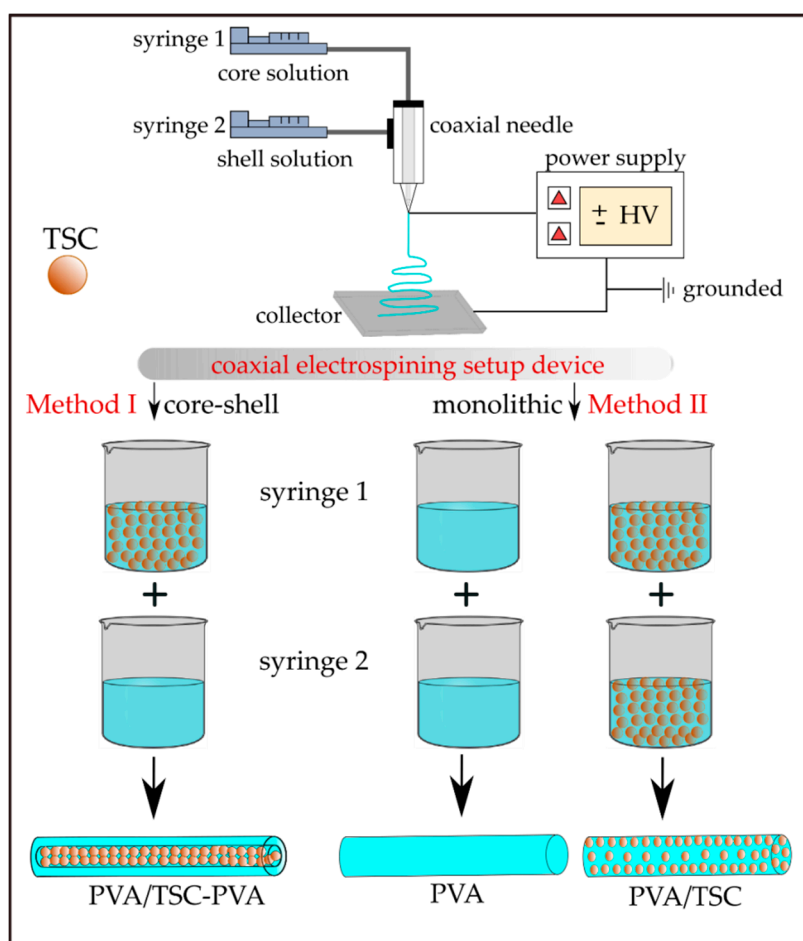 syringe 1
core solution
syringe 2
shell solution
coaxial needle
power supply
± HV
TSC
collector
grounded
coaxial electrospining setup device
Method I core-shell
monolithic Method II
syringe 1
+ + +
syringe 2
PVA/TSC-PVA
PVA
PVA/TSC